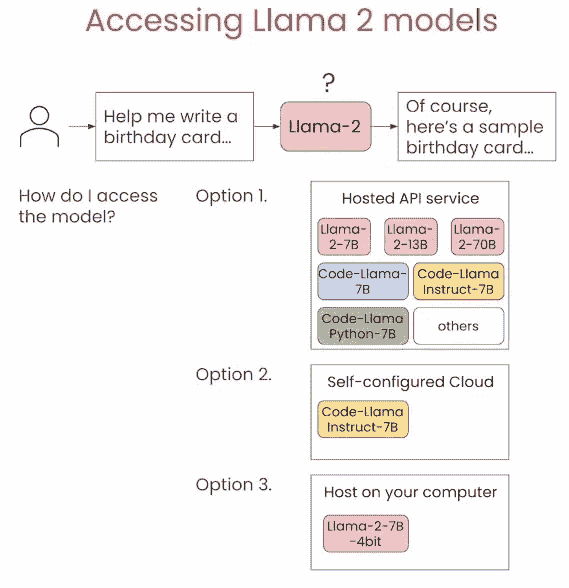 Accessing Llama 2 models
?
Help me write a
birthday card...
Llama-2
Of course,
here's a sample
birthday card...
How do I access
the model?
Option 1.
Hosted API service
Llama-
2-7B
Llama-
2-13B
Llama-
2-70B
Code-Llama-
7B
Code-Llama
Instruct-7B
Code-Llama
Python-7B
others
Option 2.
Self-configured Cloud
Code-Llama
Instruct-7B
Option 3.
Host on your computer
Llama-2-7B
-4bit